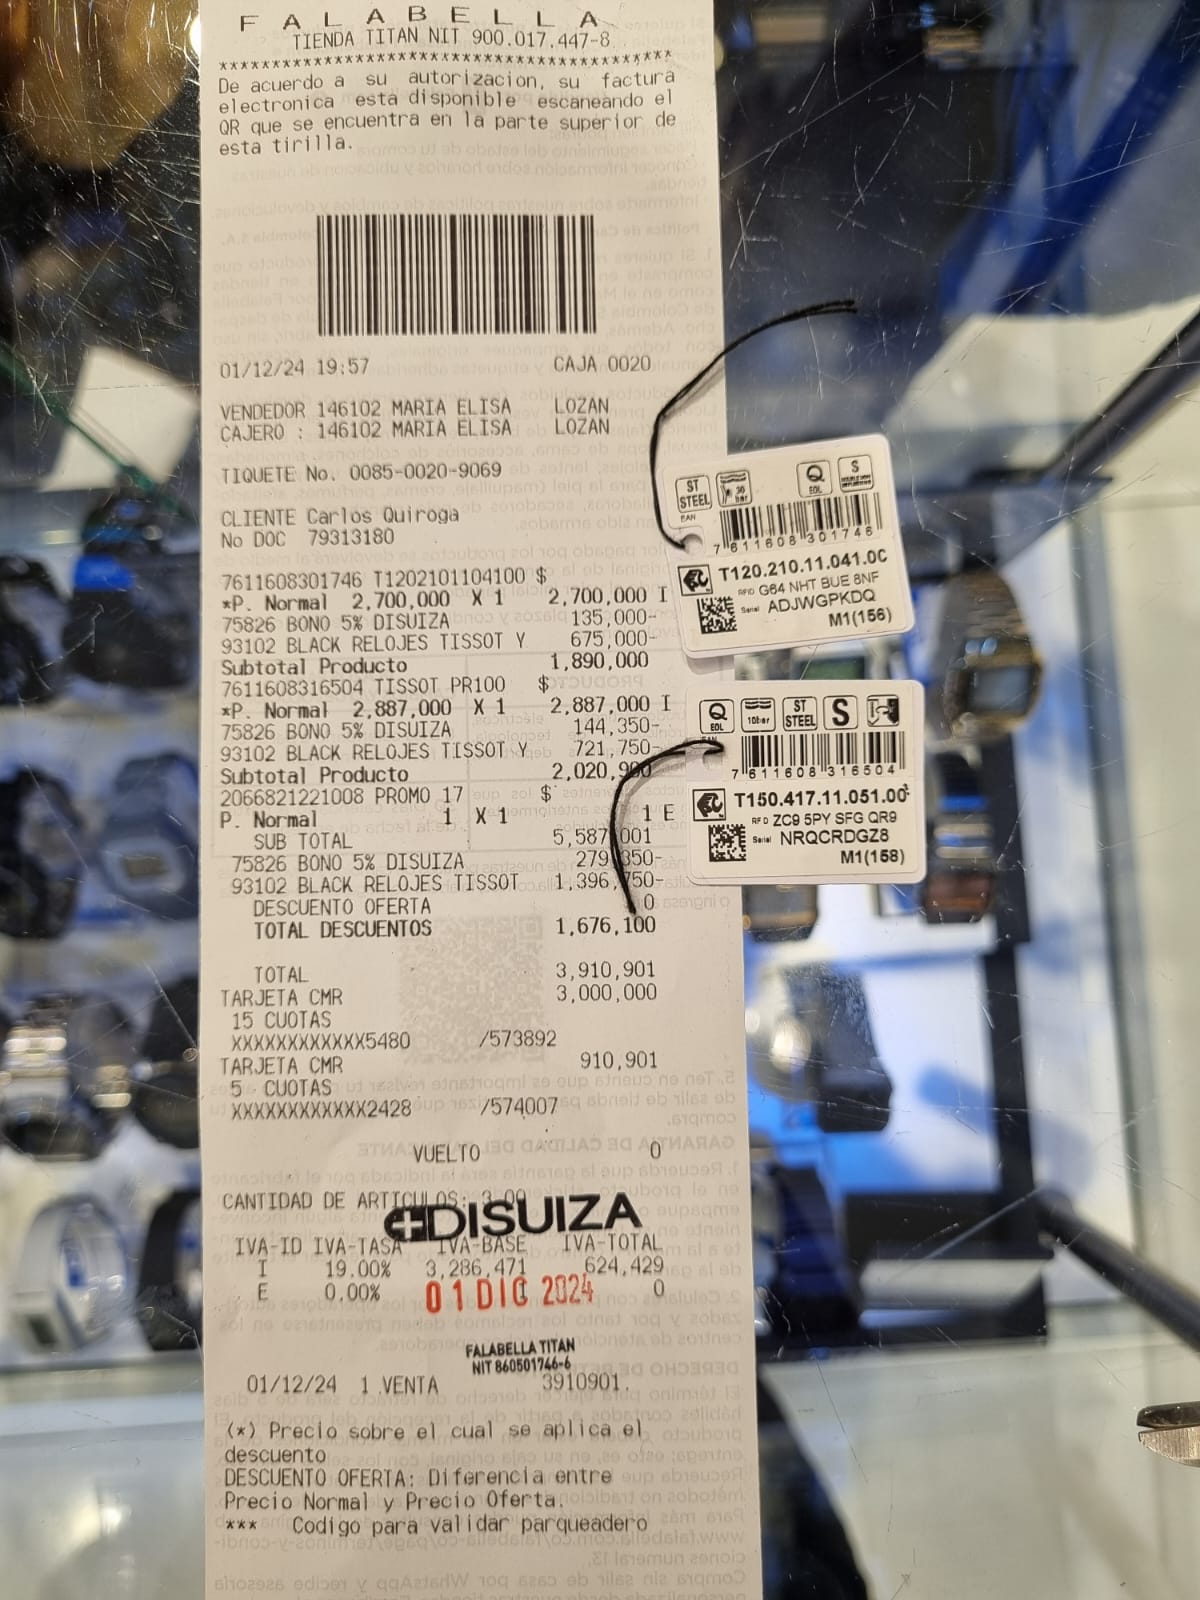 FALABELLA
TIENDA TITAN NIT 900.017.447-8
******************************************
De acuerdo a su autorizacion, su factura
electronica esta disponible escaneando el
QR que se encuentra en la parte superior de
esta tirilla.
01/12/24 19:57 CAJA 0020
VENDEDOR 146102 MARIA ELISA LOZAN
CAJERO : 146102 MARIA ELISA LOZAN
TIQUETE No. 0085-0020-9069
CLIENTE Carlos Quiroga
No DOC 79313180
7611608301746 T1202101104100 $
*P. Normal 2,700,000 X 1 2,700,000 I
75826 BONO 5% DISUIZA 135,000-
93102 BLACK RELOJES TISSOT Y 675,000-
Subtotal Producto 1,890,000
7611608316504 TISSOT PR100 $
*P. Normal 2,887,000 X 1 2,887,000 I
75826 BONO 5% DISUIZA 144,350-
93102 BLACK RELOJES TISSOT Y 721,750-
Subtotal Producto 2,020,900
2066821221008 PROMO 17 $
P. Normal 1 X 1 1 E
SUB TOTAL 5,587,001
75826 BONO 5% DISUIZA 279,350-
93102 BLACK RELOJES TISSOT 1,396,750-
DESCUENTO OFERTA 0
TOTAL DESCUENTOS 1,676,100
TOTAL 3,910,901
TARJETA CMR 3,000,000
15 CUOTAS
XXXXXXXXXXXX5480 /573892
TARJETA CMR 910,901
5 CUOTAS
XXXXXXXXXXXX2428 /574007
VUELTO 0
CANTIDAD DE ARTICULOS: 3.00
DISUIZA
IVA-ID IVA-TASA IVA-BASE IVA-TOTAL
I 19.00% 3,286,471 624,429
E 0.00% 1 0
01 DIC 2024
FALABELLA TITAN
NIT 860501746-6
01/12/24 1 VENTA 3910901.
(*) Precio sobre el cual se aplica el
descuento
DESCUENTO OFERTA: Diferencia entre
Precio Normal y Precio Oferta.
*** Codigo para validar parqueadero
ST STEEL 30 bar Q EOL S
EAN
7 611608 301746
T120.210.11.041.00
RFID G64 NHT BUE 8NF
Serial ADJWGPKDQ
M1(156)
Q EOL 10bar ST STEEL S
EAN
7 611608 316504
T150.417.11.051.00
RFID ZC9 5PY SFG QR9
Serial NRQCRDGZ8
M1(158)